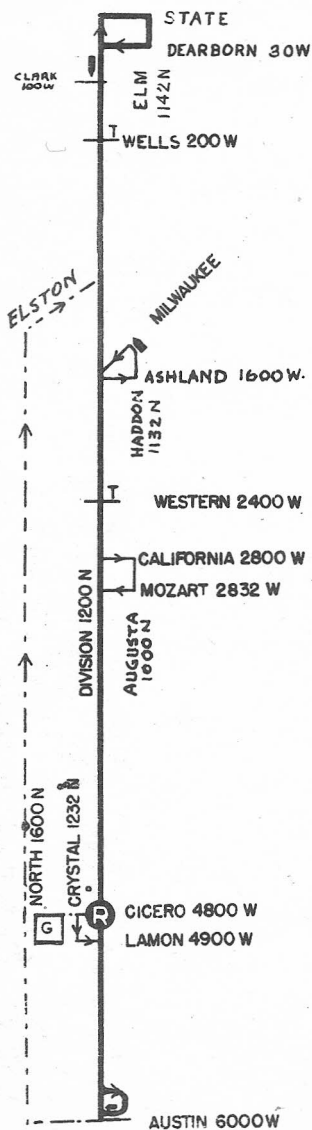 STATE
DEARBORN 30W
CLARK
100W
ELM
1142N
T
WELLS 200W
ELSTON
MILWAUKEE
ASHLAND 1600W.
HADDON
1132N
T
WESTERN 2400W
CALIFORNIA 2800W
MOZART 2832W
DIVISION 1200N
AUGUSTA
1000N
NORTH 1600N
CRYSTAL 1232N
R
CICERO 4800W
G
LAMON 4900W
AUSTIN 6000W